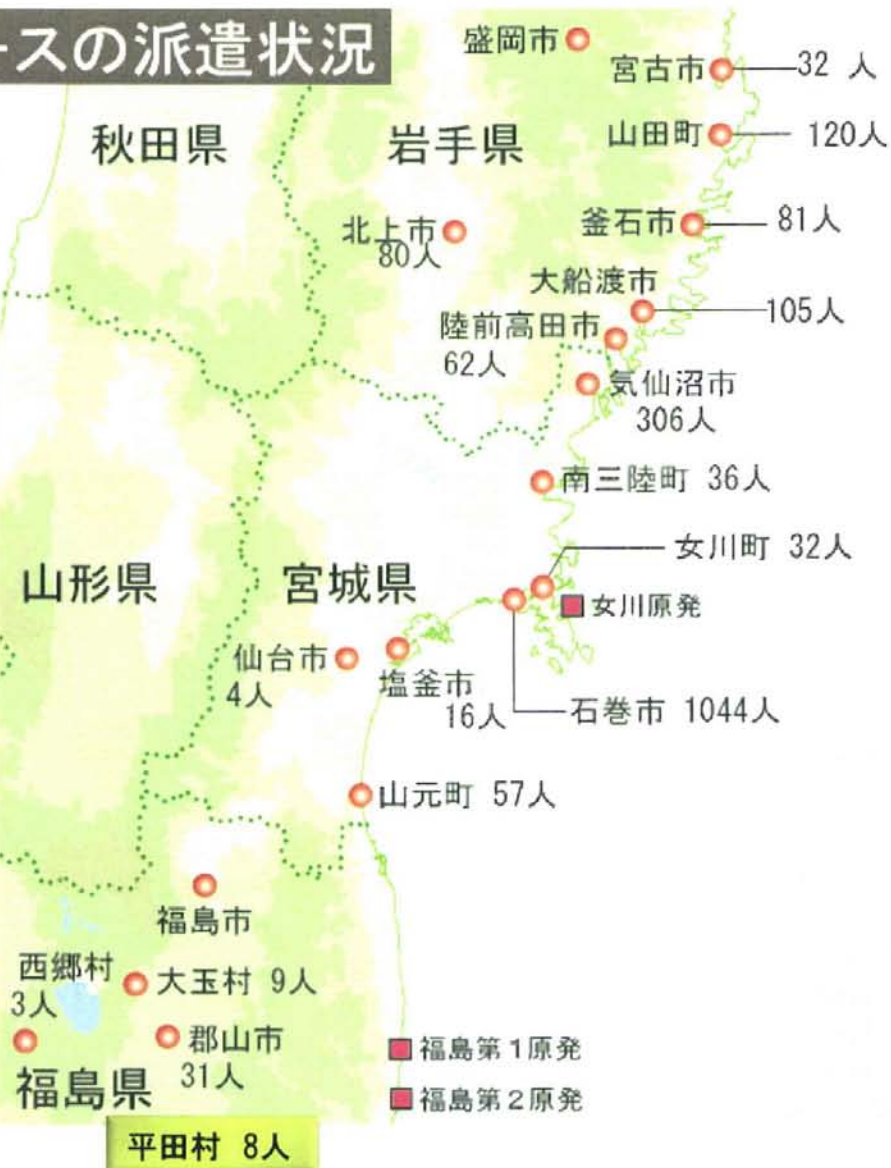 ースの派遣状況
盛岡市
宮古市 32 人
秋田県
岩手県
山田町 120人
北上市
80人
釜石市 81人
大船渡市
105人
陸前高田市
62人
気仙沼市
306人
南三陸町 36人
女川町 32人
山形県
宮城県
女川原発
仙台市
4人
塩釜市
16人
石巻市 1044人
山元町 57人
福島市
西郷村
3人
大玉村 9人
郡山市
31人
福島県
福島第1原発
福島第2原発
平田村 8人